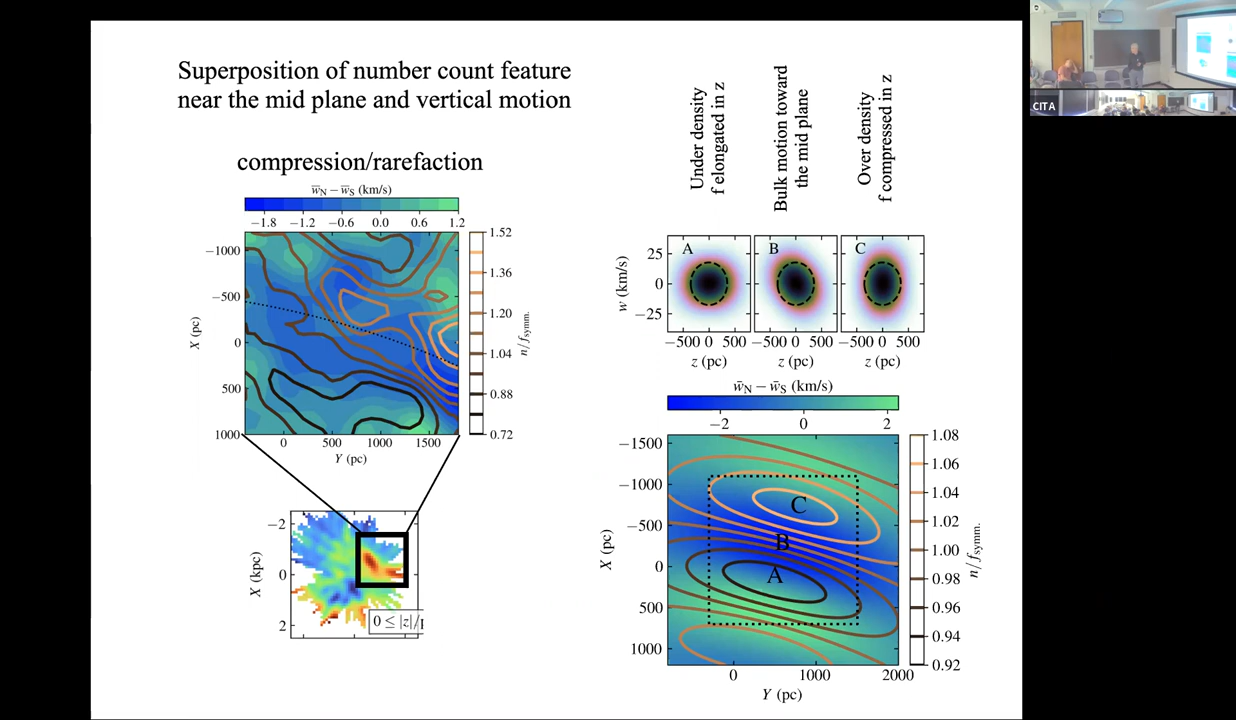 Superposition of number count feature
near the mid plane and vertical motion
compression/rarefaction
w̅N − w̅S (km/s)
−1.8 −1.2 −0.6 0.0 0.6 1.2
−1000
−500
0
500
1000
X (pc)
0 500 1000 1500
Y (pc)
1.52
1.36
1.20
1.04
0.88
0.72
n/fsymm.
−2
0
2
X (kpc)
0 ≤ |z|/
Under density
f elongated in z
Bulk motion toward
the mid plane
Over density
f compressed in z
A B C
25
0
−25
w (km/s)
−500 0 500 −500 0 500 −500 0 500
z (pc) z (pc) z (pc)
w̅N − w̅S (km/s)
−2 0 2
−1500
−1000
−500
0
500
1000
X (pc)
C
B
A
0 1000 2000
Y (pc)
1.08
1.06
1.04
1.02
1.00
0.98
0.96
0.94
0.92
n/fsymm.
CITA